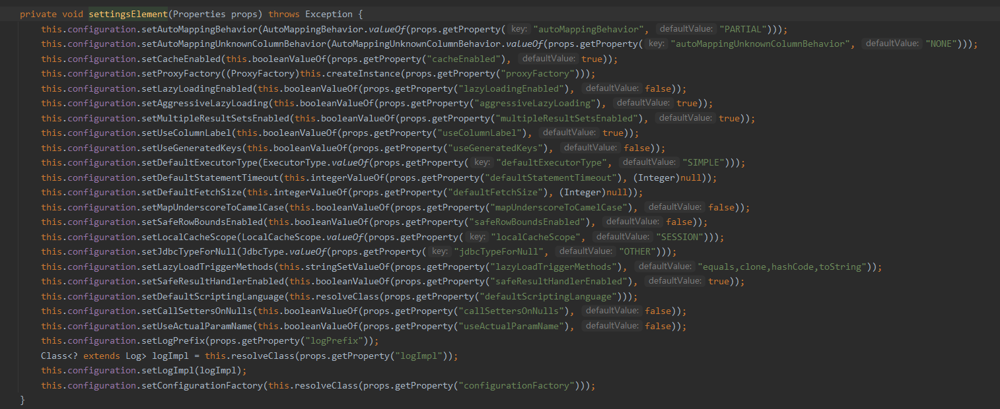 private void settingsElement(Properties props) throws Exception {
this.configuration.setAutoMappingBehavior(AutoMappingBehavior.valueOf(props.getProperty( key: "autoMappingBehavior", defaultValue: "PARTIAL")));
this.configuration.setAutoMappingUnknownColumnBehavior(AutoMappingUnknownColumnBehavior.valueOf(props.getProperty( key: "autoMappingUnknownColumnBehavior", defaultValue: "NONE")));
this.configuration.setCacheEnabled(this.booleanValueOf(props.getProperty("cacheEnabled"), defaultValue: true));
this.configuration.setProxyFactory((ProxyFactory)this.createInstance(props.getProperty("proxyFactory")));
this.configuration.setLazyLoadingEnabled(this.booleanValueOf(props.getProperty("lazyLoadingEnabled"), defaultValue: false));
this.configuration.setAggressiveLazyLoading(this.booleanValueOf(props.getProperty("aggressiveLazyLoading"), defaultValue: true));
this.configuration.setMultipleResultSetsEnabled(this.booleanValueOf(props.getProperty("multipleResultSetsEnabled"), defaultValue: true));
this.configuration.setUseColumnLabel(this.booleanValueOf(props.getProperty("useColumnLabel"), defaultValue: true));
this.configuration.setUseGeneratedKeys(this.booleanValueOf(props.getProperty("useGeneratedKeys"), defaultValue: false));
this.configuration.setDefaultExecutorType(ExecutorType.valueOf(props.getProperty( key: "defaultExecutorType", defaultValue: "SIMPLE")));
this.configuration.setDefaultStatementTimeout(this.integerValueOf(props.getProperty("defaultStatementTimeout"), (Integer)null));
this.configuration.setDefaultFetchSize(this.integerValueOf(props.getProperty("defaultFetchSize"), (Integer)null));
this.configuration.setMapUnderscoreToCamelCase(this.booleanValueOf(props.getProperty("mapUnderscoreToCamelCase"), defaultValue: false));
this.configuration.setSafeRowBoundsEnabled(this.booleanValueOf(props.getProperty("safeRowBoundsEnabled"), defaultValue: false));
this.configuration.setLocalCacheScope(LocalCacheScope.valueOf(props.getProperty( key: "localCacheScope", defaultValue: "SESSION")));
this.configuration.setJdbcTypeForNull(JdbcType.valueOf(props.getProperty( key: "jdbcTypeForNull", defaultValue: "OTHER")));
this.configuration.setLazyLoadTriggerMethods(this.stringSetValueOf(props.getProperty("lazyLoadTriggerMethods"), defaultValue: "equals,clone,hashCode,toString"));
this.configuration.setSafeResultHandlerEnabled(this.booleanValueOf(props.getProperty("safeResultHandlerEnabled"), defaultValue: true));
this.configuration.setDefaultScriptingLanguage(this.resolveClass(props.getProperty("defaultScriptingLanguage")));
this.configuration.setCallSettersOnNulls(this.booleanValueOf(props.getProperty("callSettersOnNulls"), defaultValue: false));
this.configuration.setUseActualParamName(this.booleanValueOf(props.getProperty("useActualParamName"), defaultValue: false));
this.configuration.setLogPrefix(props.getProperty("logPrefix"));
Class<? extends Log> logImpl = this.resolveClass(props.getProperty("logImpl"));
this.configuration.setLogImpl(logImpl);
this.configuration.setConfigurationFactory(this.resolveClass(props.getProperty("configurationFactory")));
}